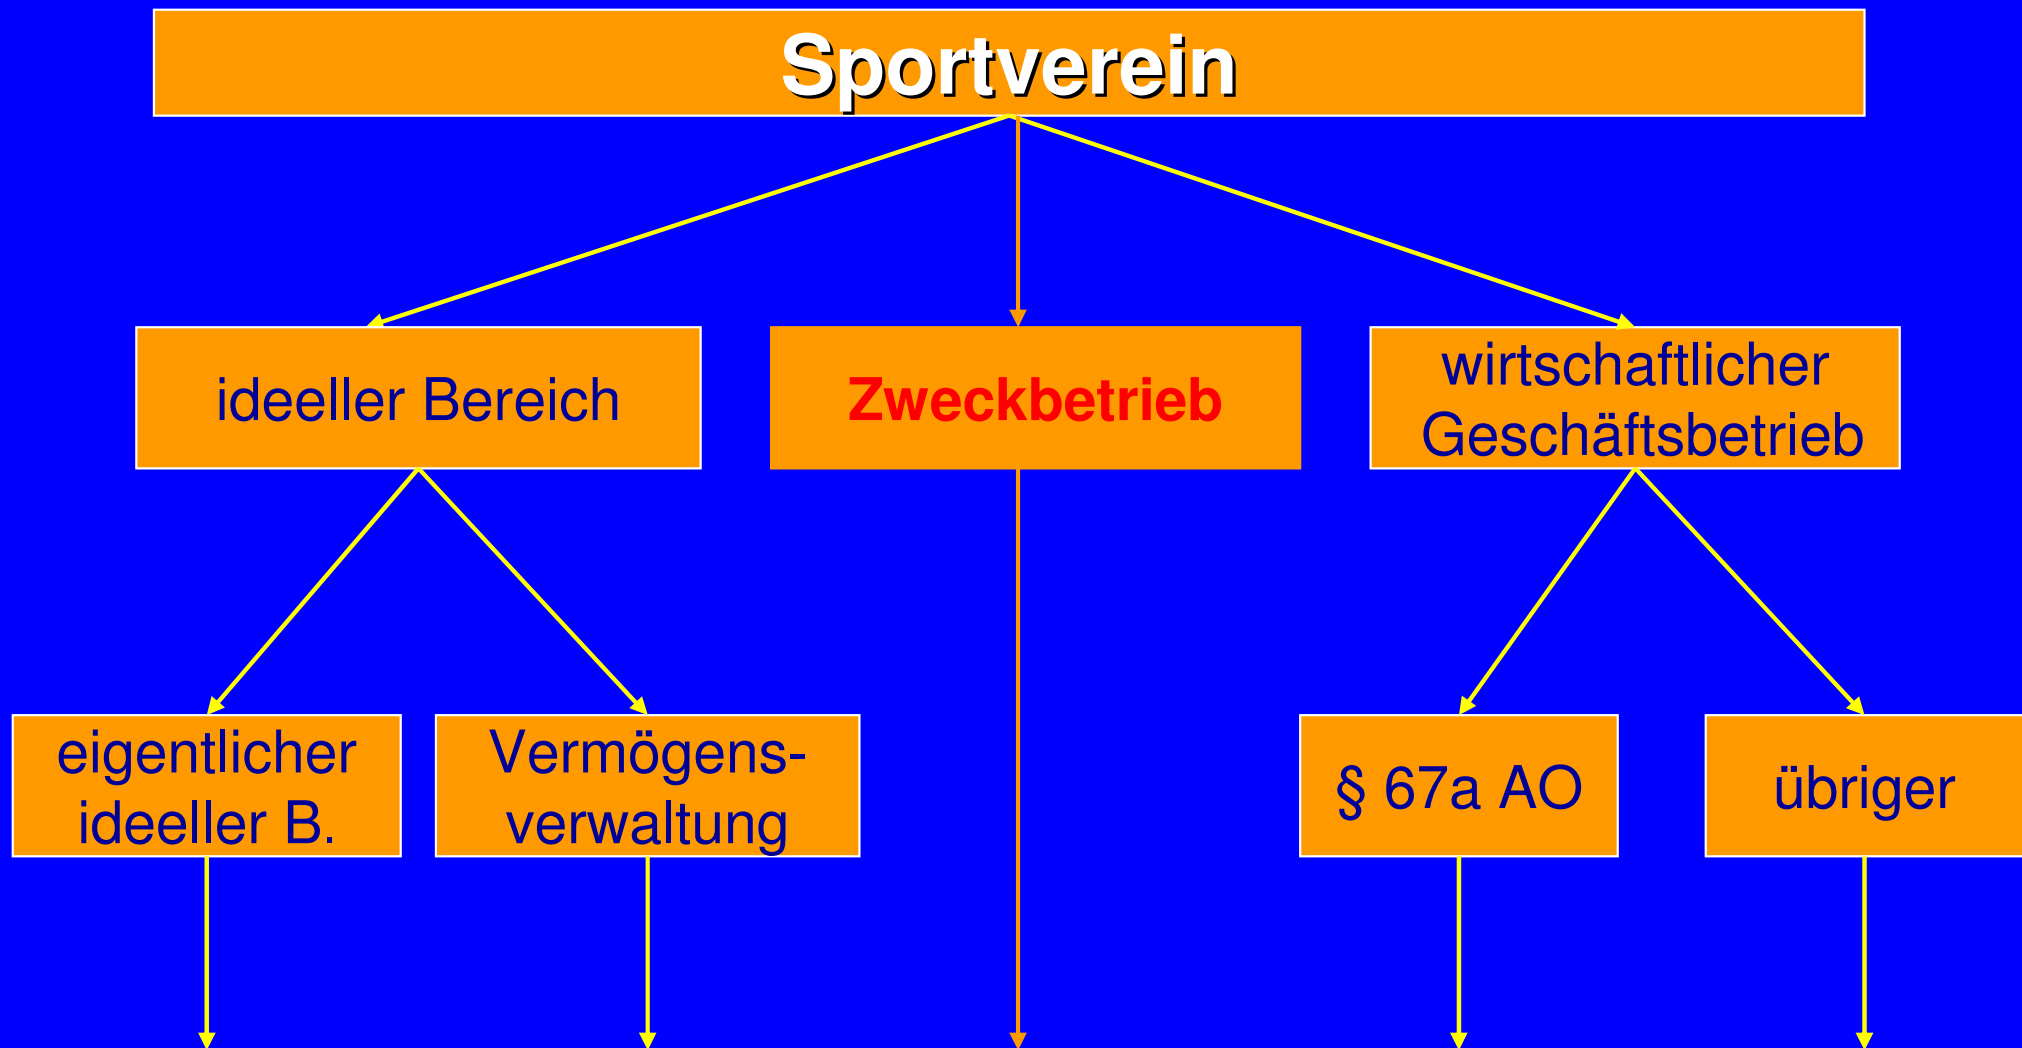 Sportverein
ideeller Bereich
Zweckbetrieb
wirtschaftlicher
Geschäftsbetrieb
eigentlicher
ideeller B.
Vermögens-
verwaltung
§ 67a AO
übriger